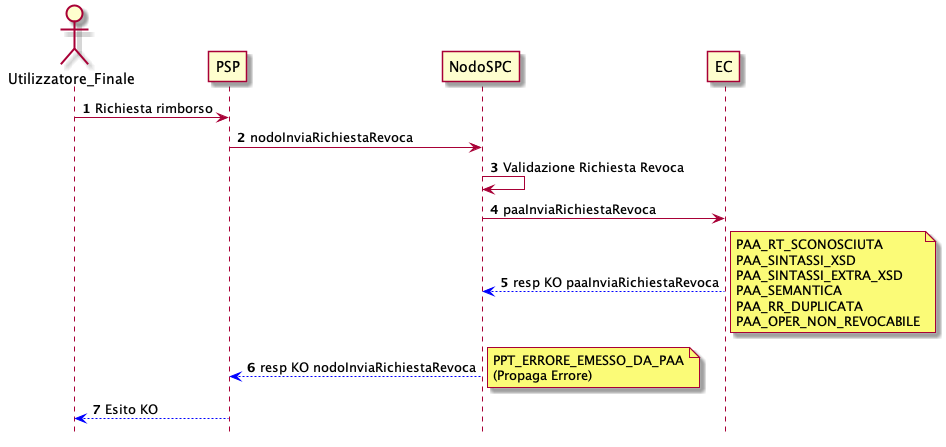 Utilizzatore_Finale
PSP
NodoSPC
EC
1 Richiesta rimborso
2 nodoInviaRichiestaRevoca
3 Validazione Richiesta Revoca
4 paaInviaRichiestaRevoca
PAA_RT_SCONOSCIUTA
PAA_SINTASSI_XSD
PAA_SINTASSI_EXTRA_XSD
PAA_SEMANTICA
PAA_RR_DUPLICATA
PAA_OPER_NON_REVOCABILE
5 resp KO paaInviaRichiestaRevoca
PPT_ERRORE_EMESSO_DA_PAA
(Propaga Errore)
6 resp KO nodoInviaRichiestaRevoca
7 Esito KO